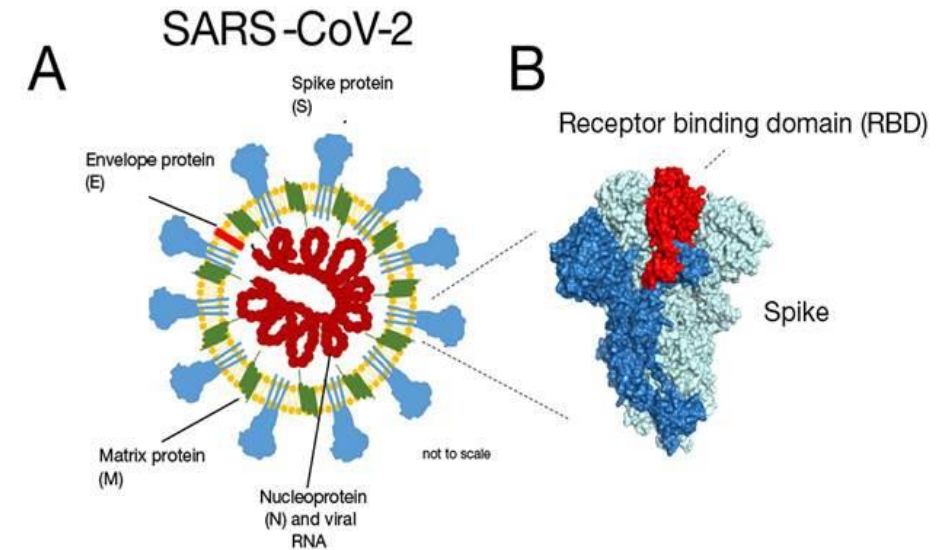 SARS-CoV-2
A
B
Spike protein
(S)
Receptor binding domain (RBD)
Envelope protein
(E)
Spike
Matrix protein
(M)
not to scale
Nucleoprotein
(N) and viral
RNA